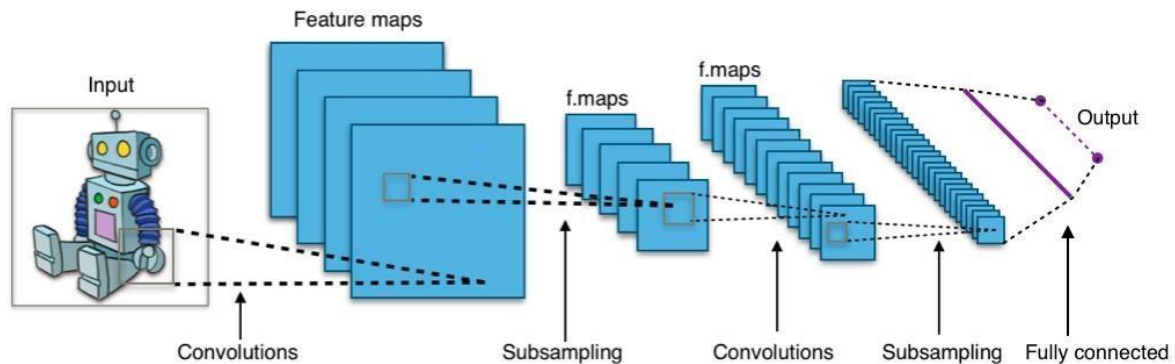 Feature maps
Input
f.maps
f.maps
Output
Convolutions
Subsampling
Convolutions
Subsampling
Fully connected